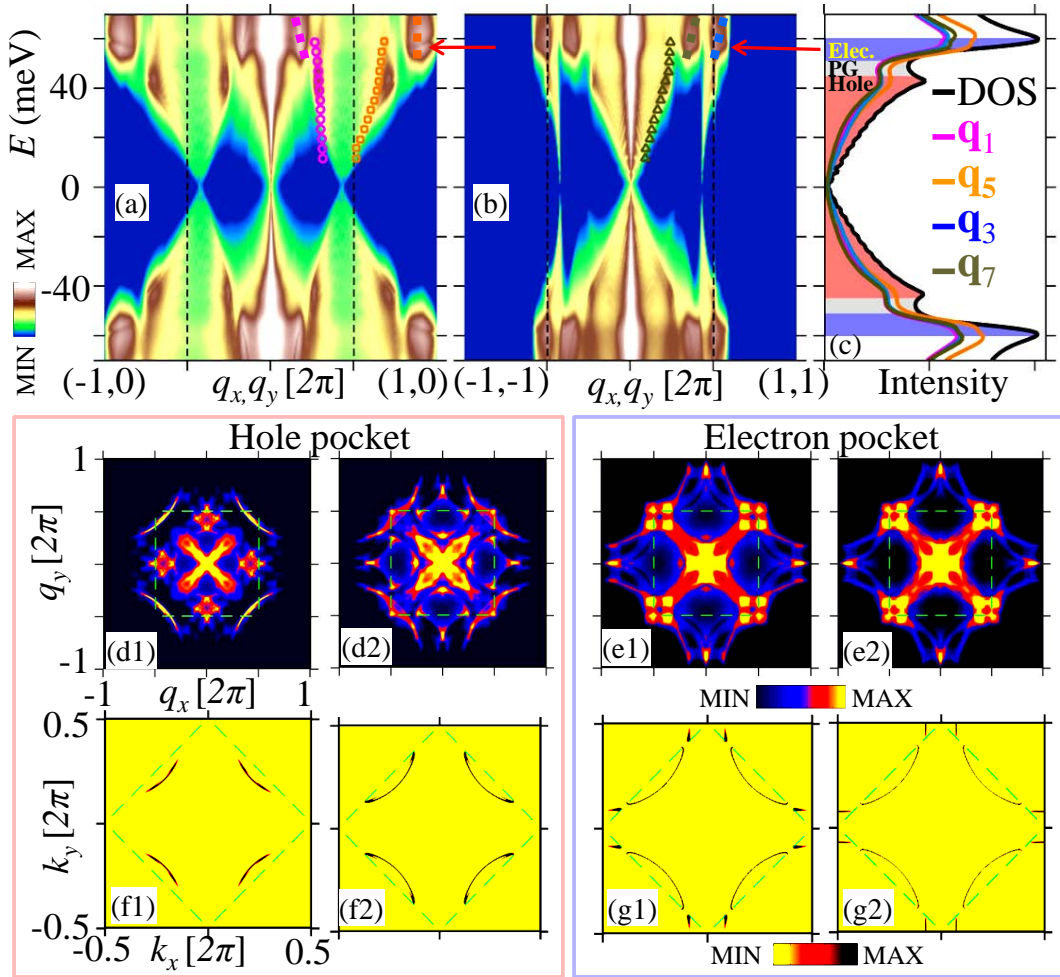 E (meV)
40
0
-40
MAX
MIN
(a)
(b)
(c)
Elec.
PG
Hole
DOS
q1
q5
q3
q7
(-1,0)
qx,qy [2π]
(1,0)
(-1,-1)
qx,qy [2π]
(1,1)
Intensity
Hole pocket
Electron pocket
1
qy [2π]
-1
(d1)
(d2)
(e1)
(e2)
-1
qx [2π]
1
MIN
MAX
0.5
ky [2π]
-0.5
(f1)
(f2)
(g1)
(g2)
-0.5
kx [2π]
0.5
MIN
MAX